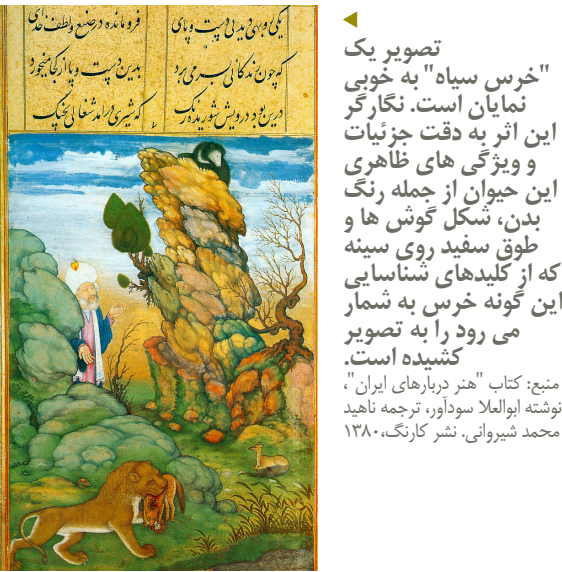 یکی روبهی دید بی دست و پای
فرومانده در صنع و لطف خدای
که چون زندگانی بسر می برد
بدین دست و پا از کجا میخورد
درین بود درویش شوریده رنگ
که شیری درآمد شغالی بچنگ
تصویر یک
"خرس سیاه" به خوبی
نمایان است. نگارگر
این اثر به دقت جزئیات
و ویژگی های ظاهری
این حیوان از جمله رنگ
بدن، شکل گوش ها و
طوق سفید روی سینه
که از کلیدهای شناسایی
این گونه خرس به شمار
می رود را به تصویر
کشیده است.
منبع: کتاب "هنر دربارهای ایران"،
نوشته ابوالعلا سودآور، ترجمه ناهید
محمد شیروانی. نشر کارنگ،۱۳۸۰